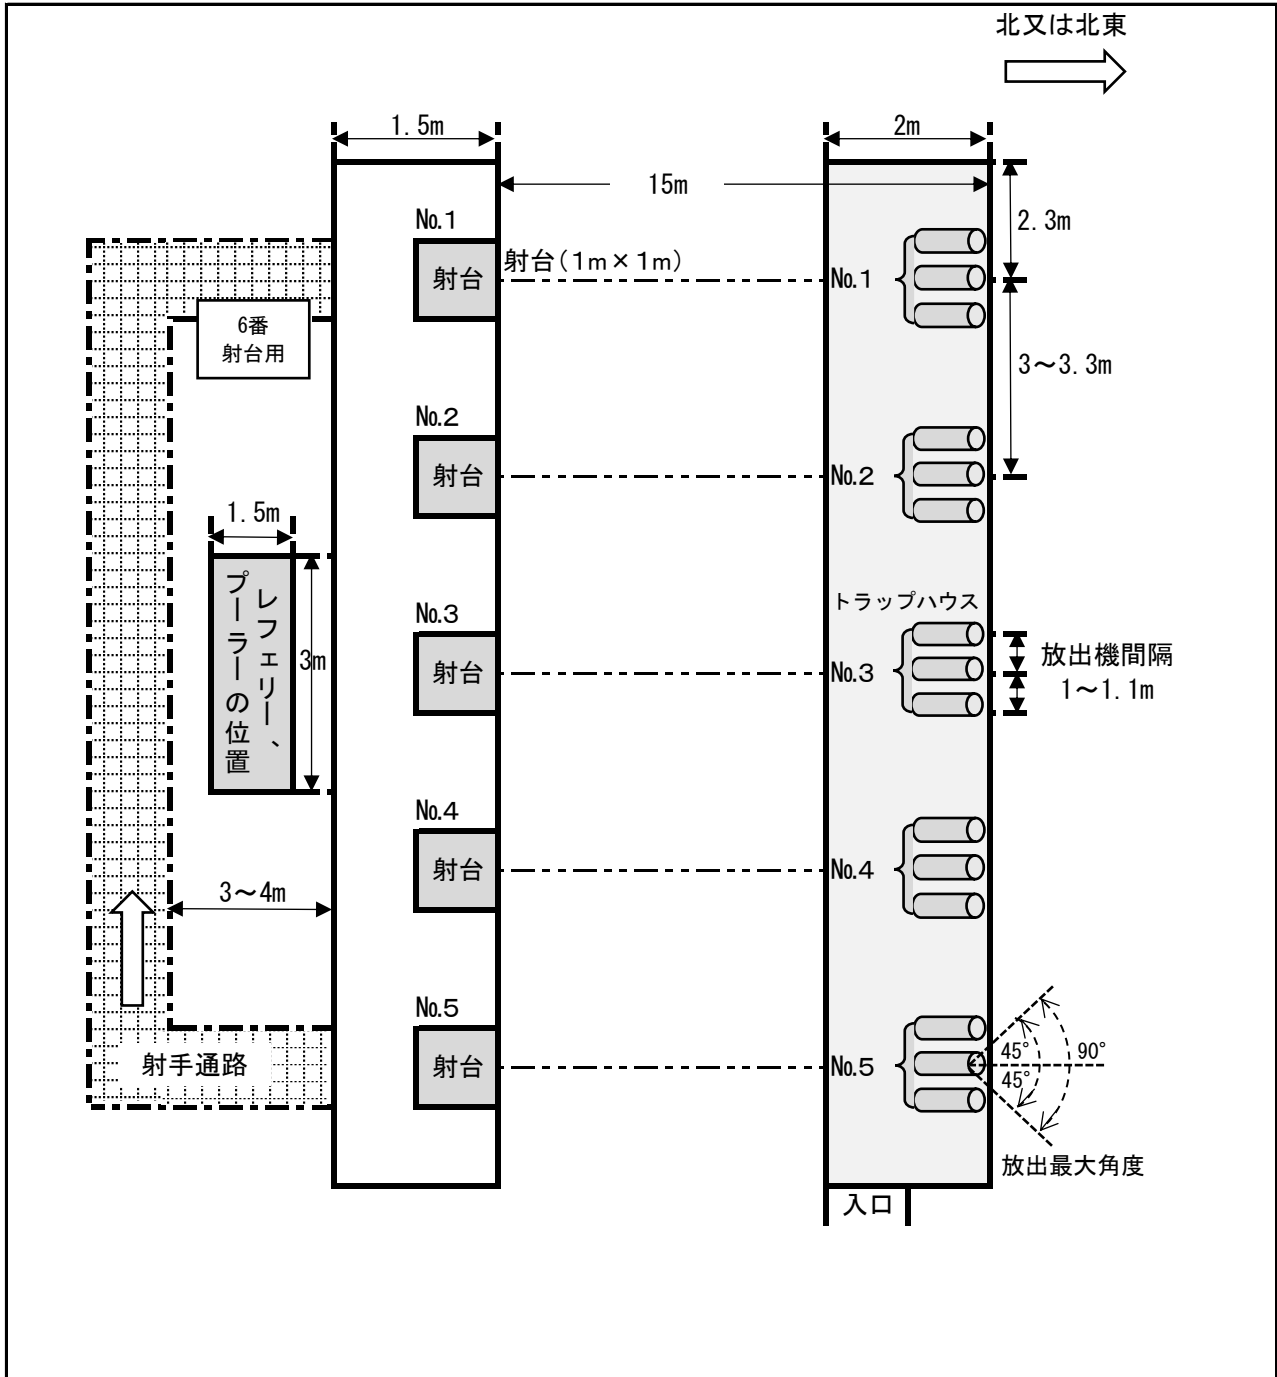 北又は北東
1.5m
2m
15m
2.3m
No.1
射台
射台(1m×1m)
No.1
6番
射台用
3～3.3m
No.2
射台
No.2
1.5m
レフェリー、
プーラーの位置
3m
トラップハウス
No.3
射台
No.3
放出機間隔
1～1.1m
No.4
射台
No.4
3～4m
No.5
射台
No.5
45°
90°
45°
射手通路
放出最大角度
入口